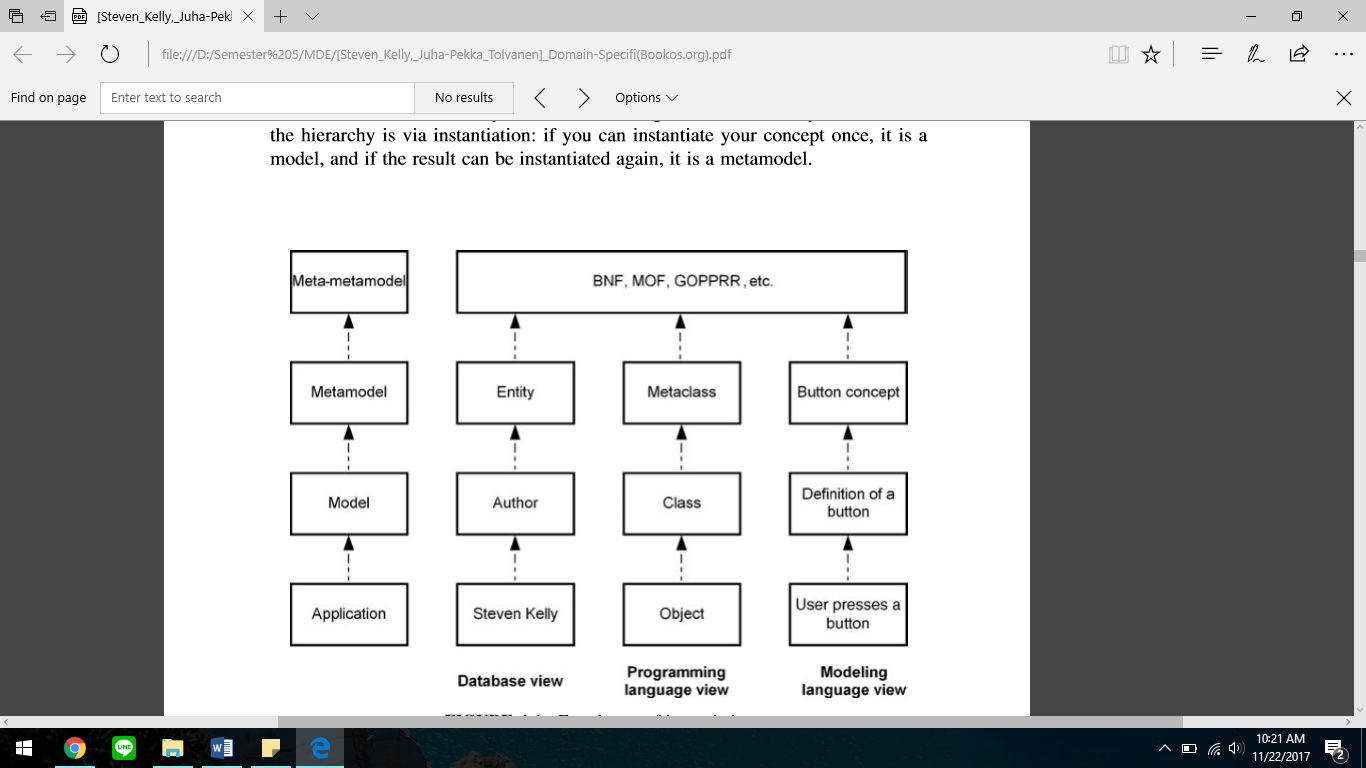 [Steven_Kelly,_Juha-Pekl
file:///D:/Semester%205/MDE/[Steven_Kelly,_Juha-Pekka_Tolvanen]_Domain-Specifi(Bookos.org).pdf
Find on page
Enter text to search
No results
Options
the hierarchy is via instantiation: if you can instantiate your concept once, it is a
model, and if the result can be instantiated again, it is a metamodel.
Meta-metamodel
BNF, MOF, GOPPRR, etc.
Metamodel
Entity
Metaclass
Button concept
Model
Author
Class
Definition of a
button
Application
Steven Kelly
Object
User presses a
button
Database view
Programming
language view
Modeling
language view
10:21 AM
11/22/2017
2
LINE
PDF